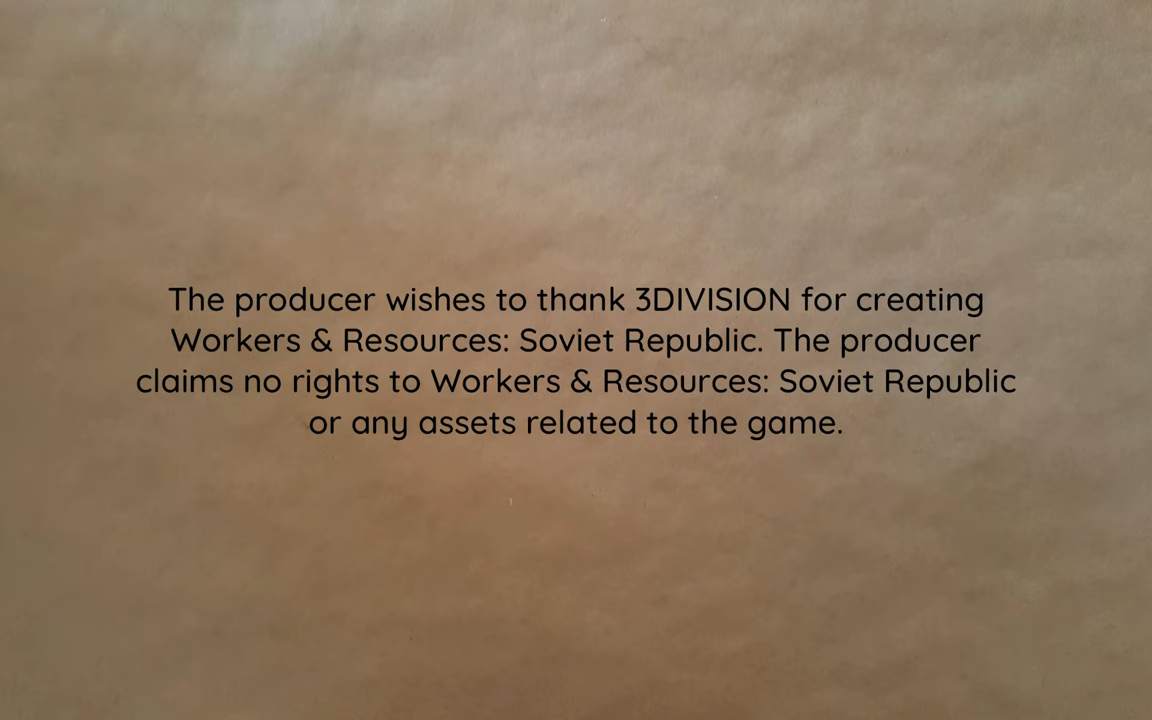 The producer wishes to thank 3DIVISION for creating
Workers & Resources: Soviet Republic. The producer
claims no rights to Workers & Resources: Soviet Republic
or any assets related to the game.